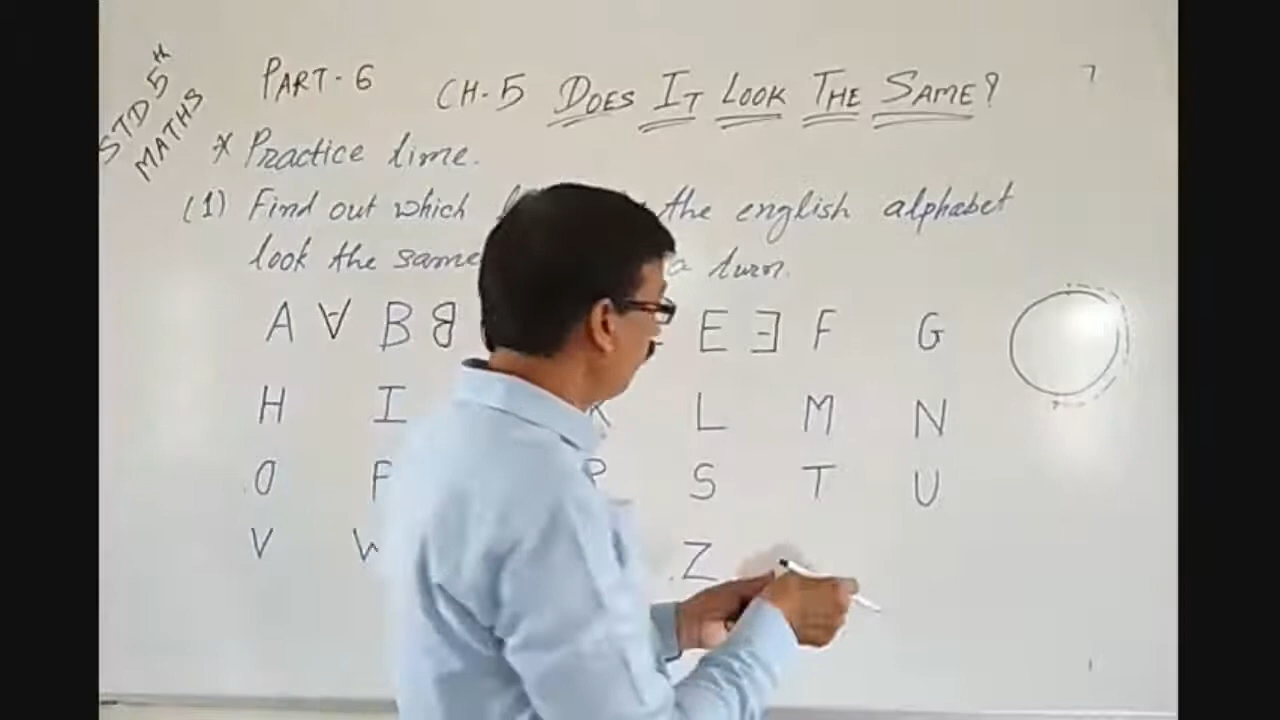 STD 5th
MATHS
PART-6 CH-5 DOES IT LOOK THE SAME?
* Practice time.
(1) Find out which the english alphabet
look the same a turn.
A ∀ B ᗺ E Ǝ F G
H I L M N
O P R S T U
V W Z